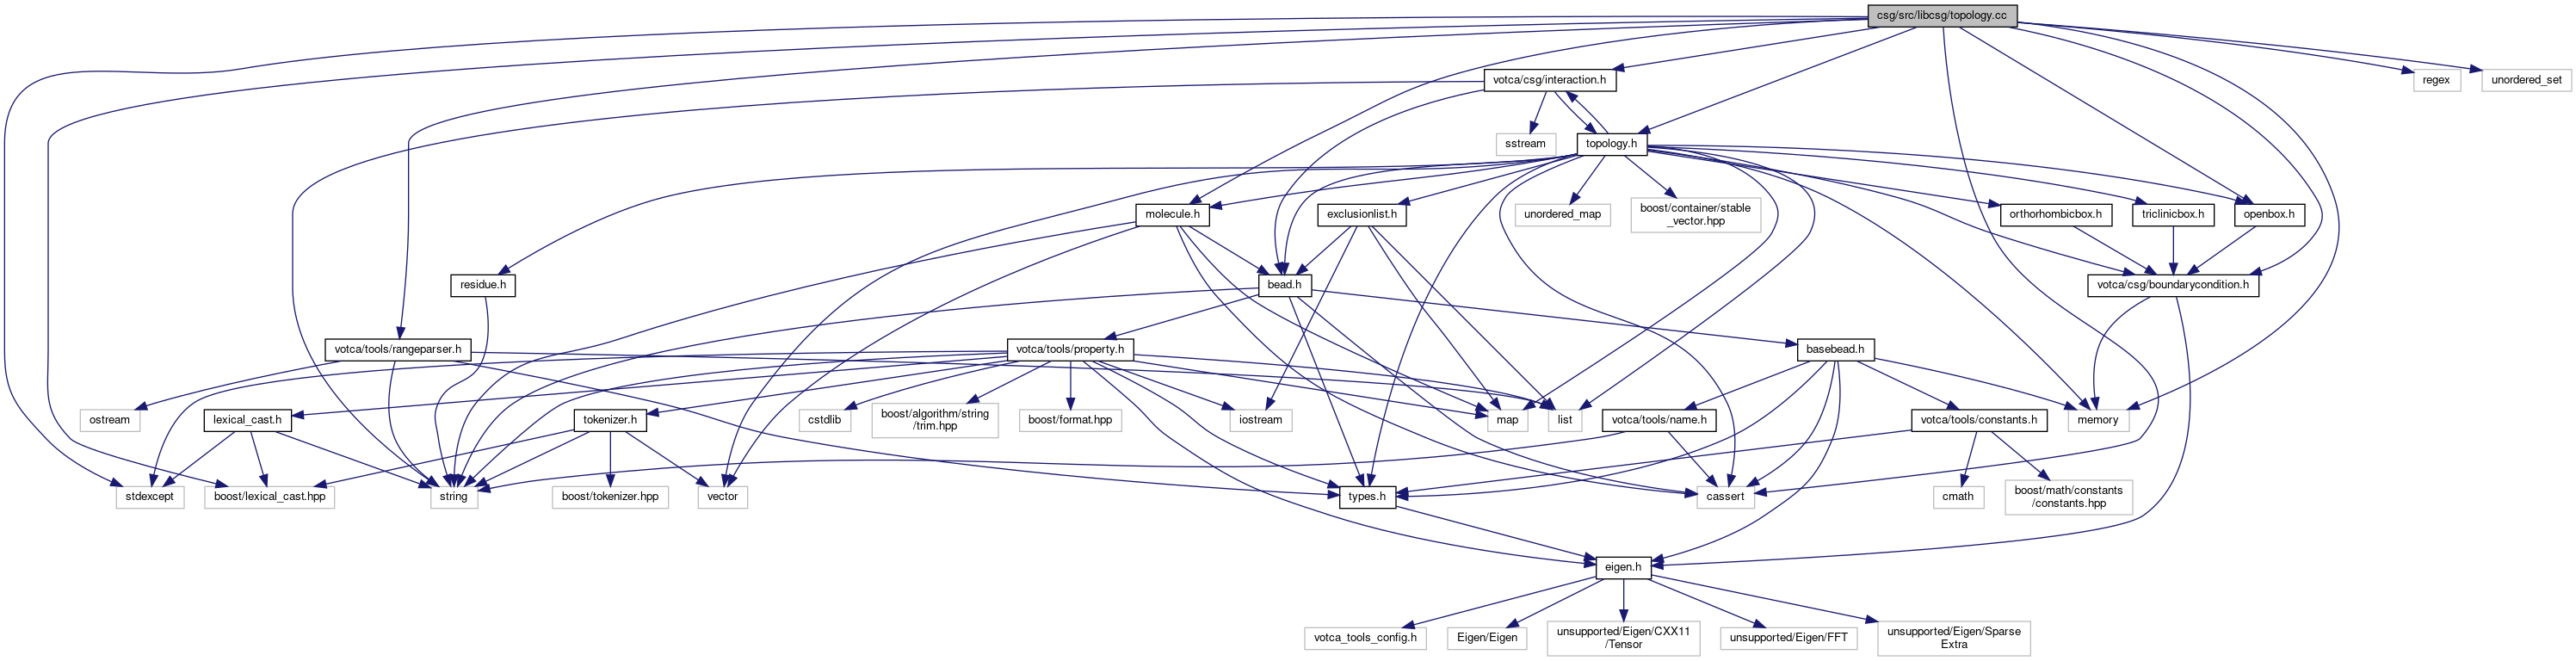 csg/src/libcsg/topology.cc
votca/csg/interaction.h
regex
unordered_set
sstream
topology.h
molecule.h
exclusionlist.h
unordered_map
boost/container/stable
_vector.hpp
orthorhombicbox.h
triclinicbox.h
openbox.h
residue.h
bead.h
votca/csg/boundarycondition.h
votca/tools/rangeparser.h
votca/tools/property.h
basebead.h
ostream
lexical_cast.h
tokenizer.h
cstdlib
boost/algorithm/string
/trim.hpp
boost/format.hpp
iostream
map
list
votca/tools/name.h
votca/tools/constants.h
memory
stdexcept
boost/lexical_cast.hpp
string
boost/tokenizer.hpp
vector
types.h
cassert
cmath
boost/math/constants
/constants.hpp
eigen.h
votca_tools_config.h
Eigen/Eigen
unsupported/Eigen/CXX11
/Tensor
unsupported/Eigen/FFT
unsupported/Eigen/Sparse
Extra